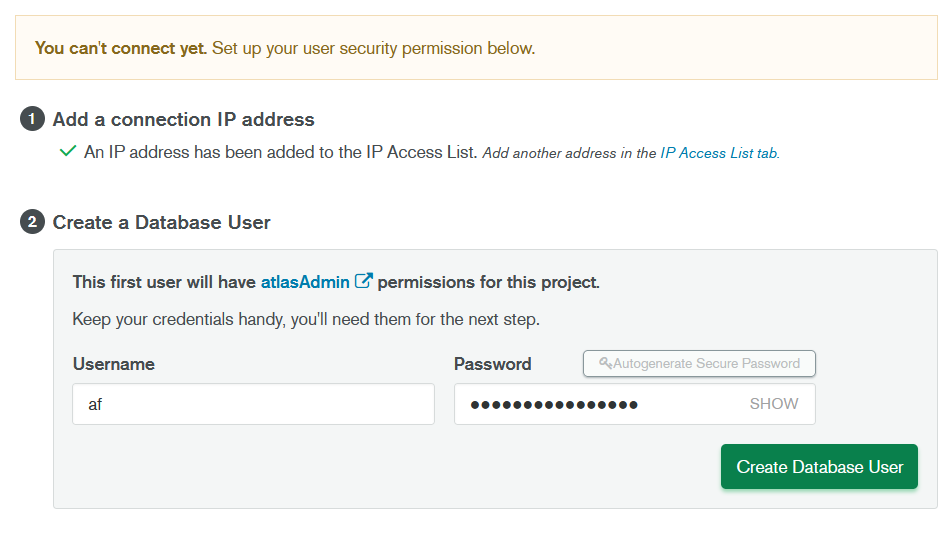 You can't connect yet. Set up your user security permission below.
1 Add a connection IP address
An IP address has been added to the IP Access List. Add another address in the IP Access List tab.
2 Create a Database User
This first user will have atlasAdmin permissions for this project.
Keep your credentials handy, you'll need them for the next step.
Username
Password
Autogenerate Secure Password
af
●●●●●●●●●●●●●●●●
SHOW
Create Database User